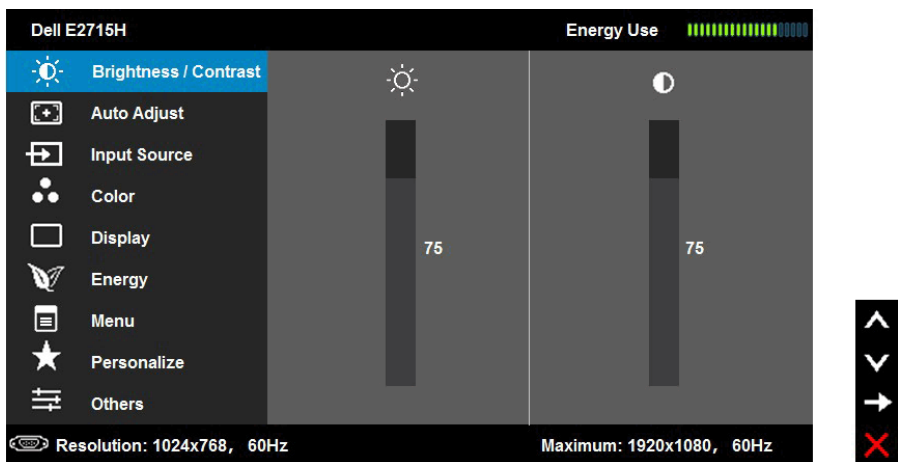 Dell E2715H Energy Use
Brightness / Contrast
Auto Adjust
Input Source
Color
Display
75 75
Energy
Menu
Personalize
Others
Resolution: 1024x768, 60Hz Maximum: 1920x1080, 60Hz